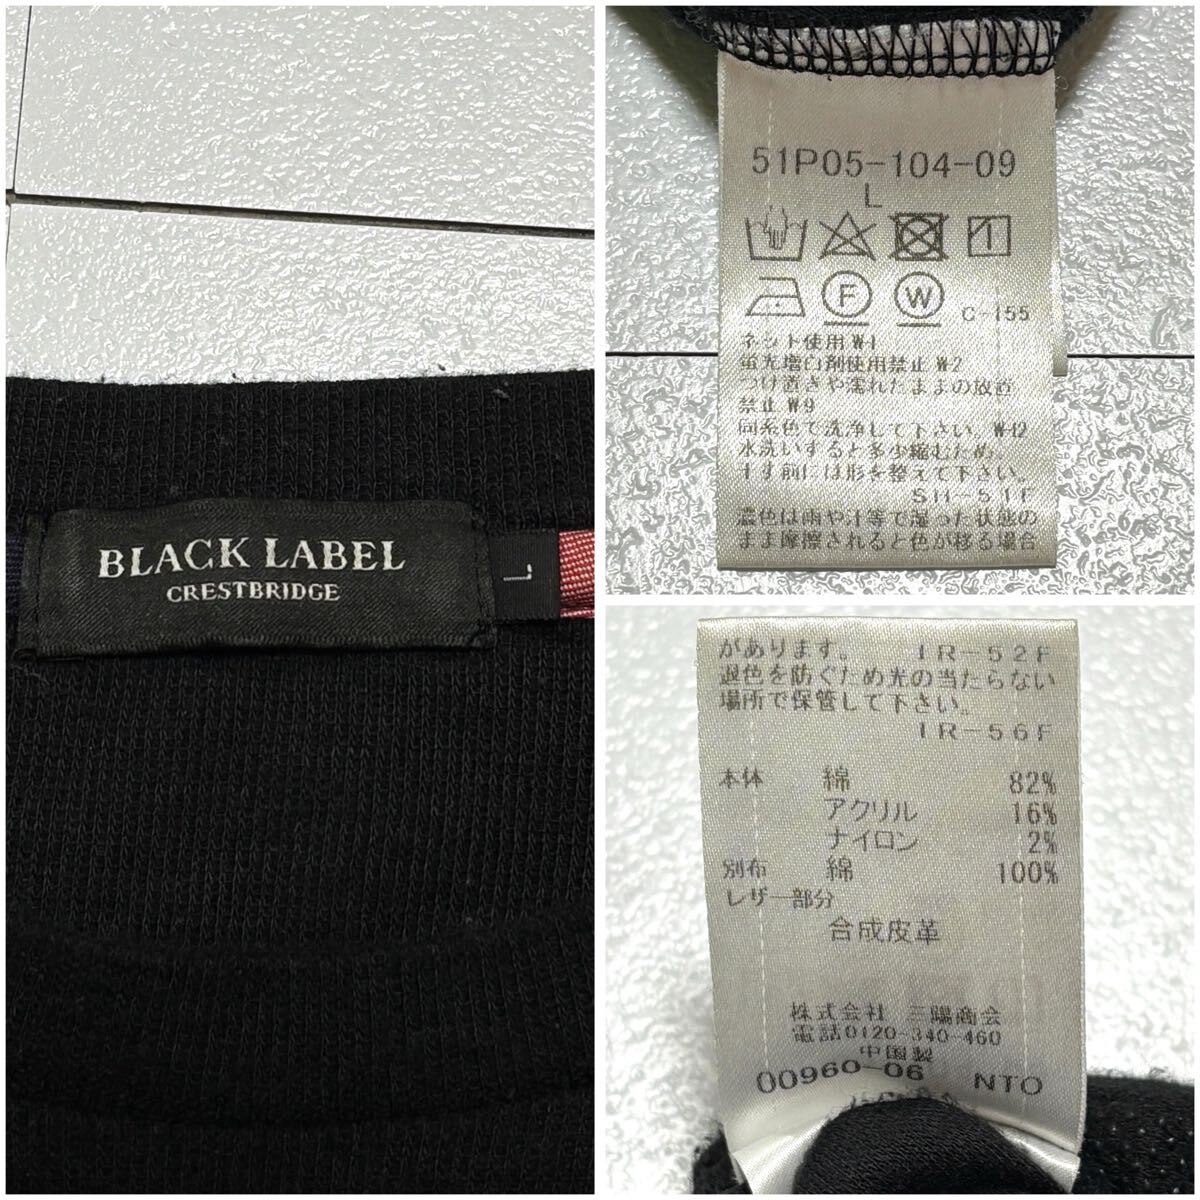 BLACK LABEL
CRESTBRIDGE
L
51P05-104-09
L
F W C-155
ネット使用 W-1
蛍光増白剤使用禁止 W-2
つけ置きや濡れたままの放置
禁止 W-9
同系色で洗浄して下さい。W-12
水洗いすると多少縮むため、
干す前には形を整えて下さい。
SH-51F
濃色は雨や汗等で湿った状態の
まま摩擦されると色が移る場合
があります。 IR-52F
退色を防ぐため光の当たらない
場所で保管して下さい。
IR-56F
本体 綿 82%
アクリル 16%
ナイロン 2%
別布 綿 100%
レザー部分
合成皮革
株式会社 三陽商会
電話0120-340-460
中国製
00960-06 NTO